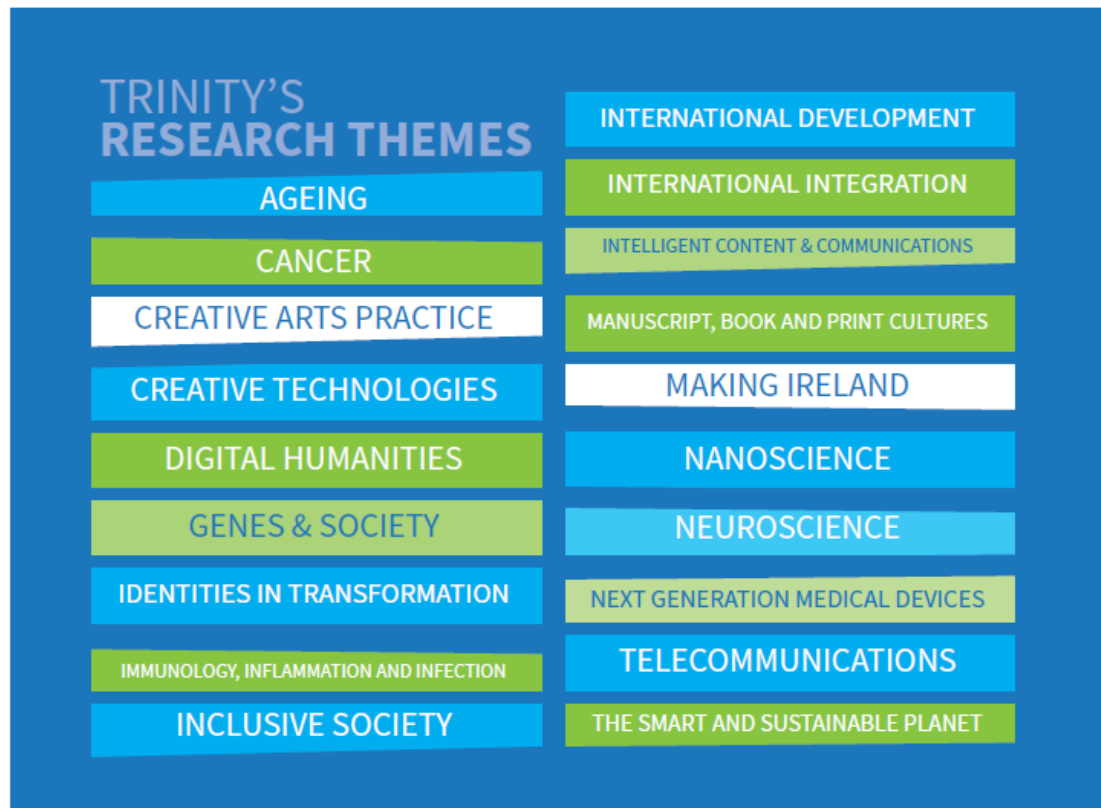 TRINITY'S
RESEARCH THEMES
AGEING
CANCER
CREATIVE ARTS PRACTICE
CREATIVE TECHNOLOGIES
DIGITAL HUMANITIES
GENES & SOCIETY
IDENTITIES IN TRANSFORMATION
IMMUNOLOGY, INFLAMMATION AND INFECTION
INCLUSIVE SOCIETY
INTERNATIONAL DEVELOPMENT
INTERNATIONAL INTEGRATION
INTELLIGENT CONTENT & COMMUNICATIONS
MANUSCRIPT, BOOK AND PRINT CULTURES
MAKING IRELAND
NANOSCIENCE
NEUROSCIENCE
NEXT GENERATION MEDICAL DEVICES
TELECOMMUNICATIONS
THE SMART AND SUSTAINABLE PLANET